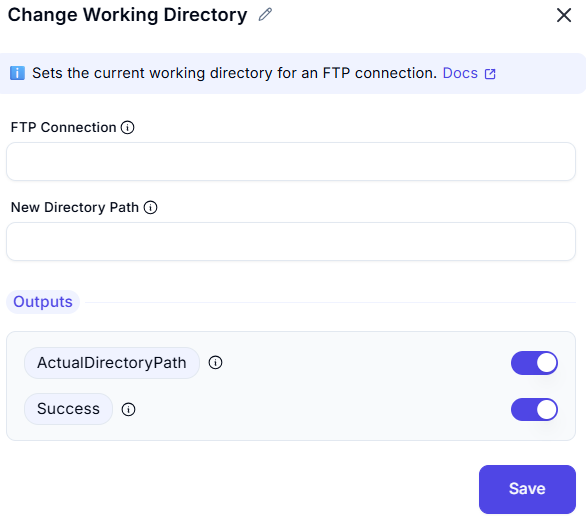 Change Working Directory
Sets the current working directory for an FTP connection. Docs
FTP Connection
New Directory Path
Outputs
ActualDirectoryPath
Success
Save